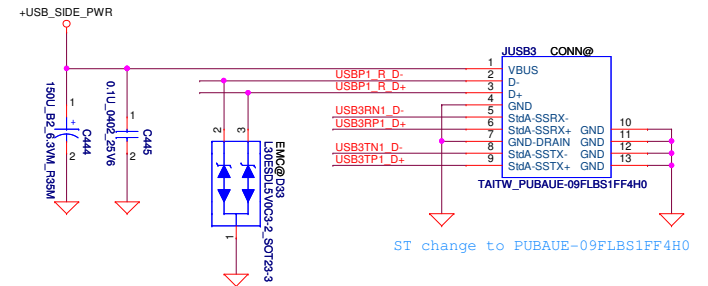 +USB_SIDE_PWR
JUSB3 CONN@
1 VBUS
USBP1_R_D- 2 D-
USBP1_R_D+ 3 D+
4 GND
USB3RN1_D- 5 StdA-SSRX-
USB3RP1_D+ 6 StdA-SSRX+ GND 10
7 GND-DRAIN GND 11
USB3TN1_D- 8 StdA-SSTX- GND 12
USB3TP1_D+ 9 StdA-SSTX+ GND 13
TAITW_PUBAUE-09FLBS1FF4H0
ST change to PUBAUE-09FLBS1FF4H0
150U_B2_6.3VM_R35M
1
+
2
C444
0.1U_0402_25V6
1
2
C445
2
3
1
EMC@D33
L30ESDL5V0C3-2_SOT23-3